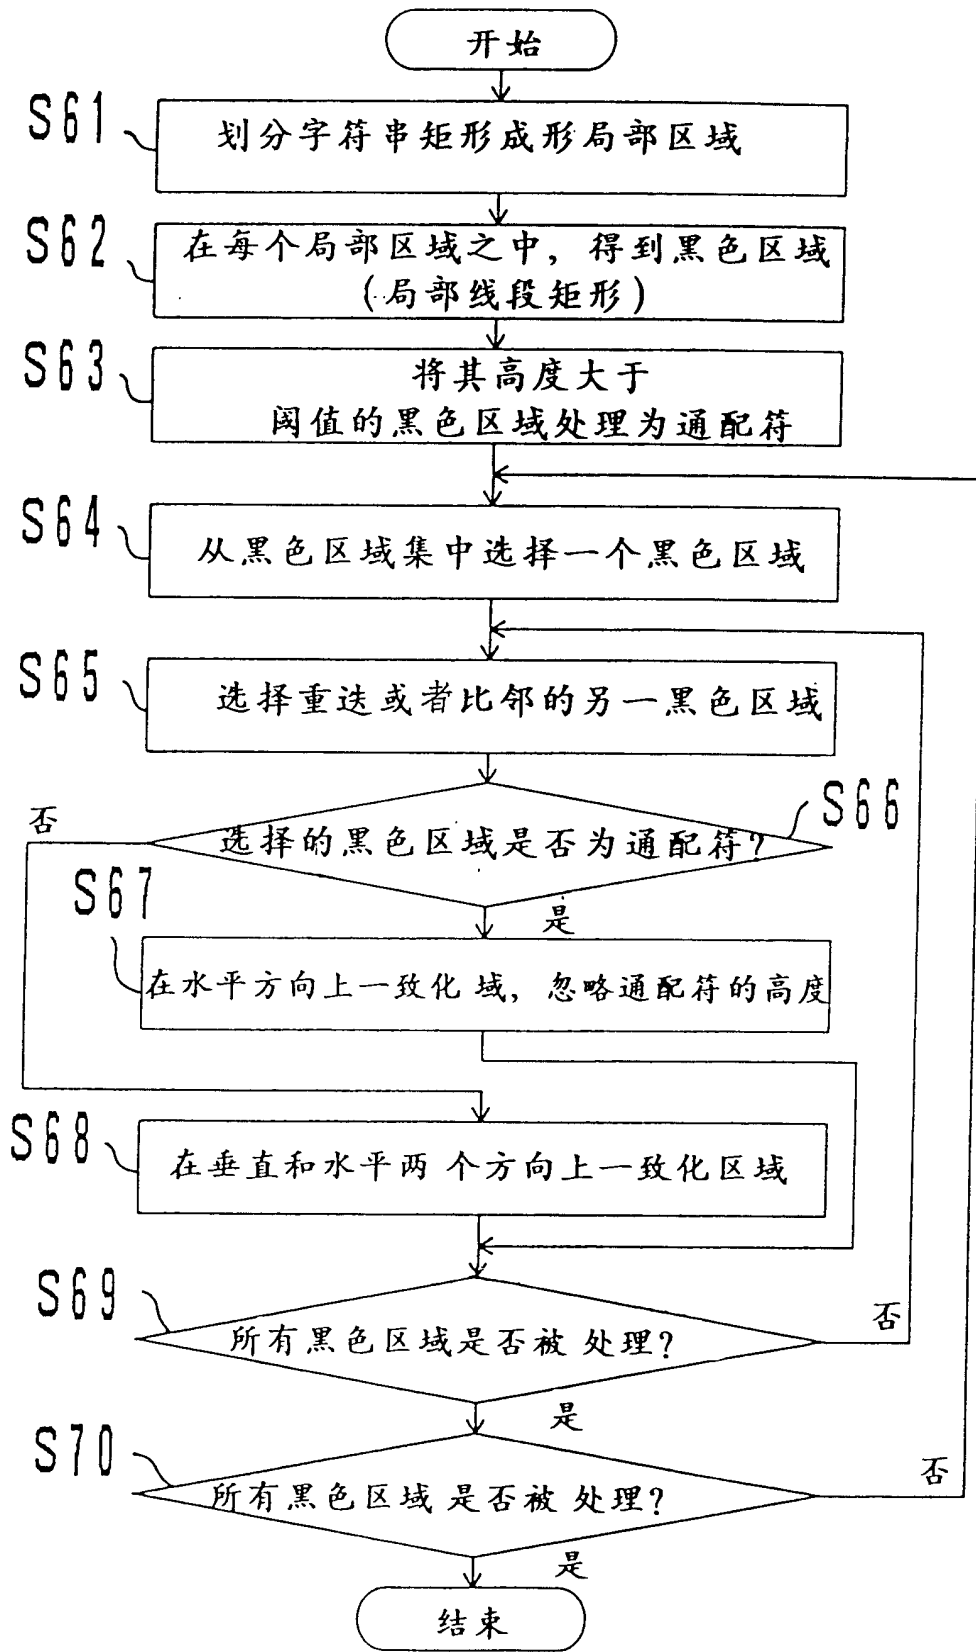 开始
S61
划分字符串矩形成形局部区域
S62
在每个局部区域之中，得到黑色区域
（局部线段矩形）
S63
将其高度大于
阈值的黑色区域处理为通配符
S64
从黑色区域集中选择一个黑色区域
S65
选择重迭或者比邻的另一黑色区域
S66
否
选择的黑色区域是否为通配符?
S67
是
在水平方向上一致化 域，忽略通配符的高度
S68
在垂直和水平两 个方向上一致化区域
S69
否
所有黑色区域是否被 处理?
是
S70
否
所有黑色区域 是否被 处理?
是
结束